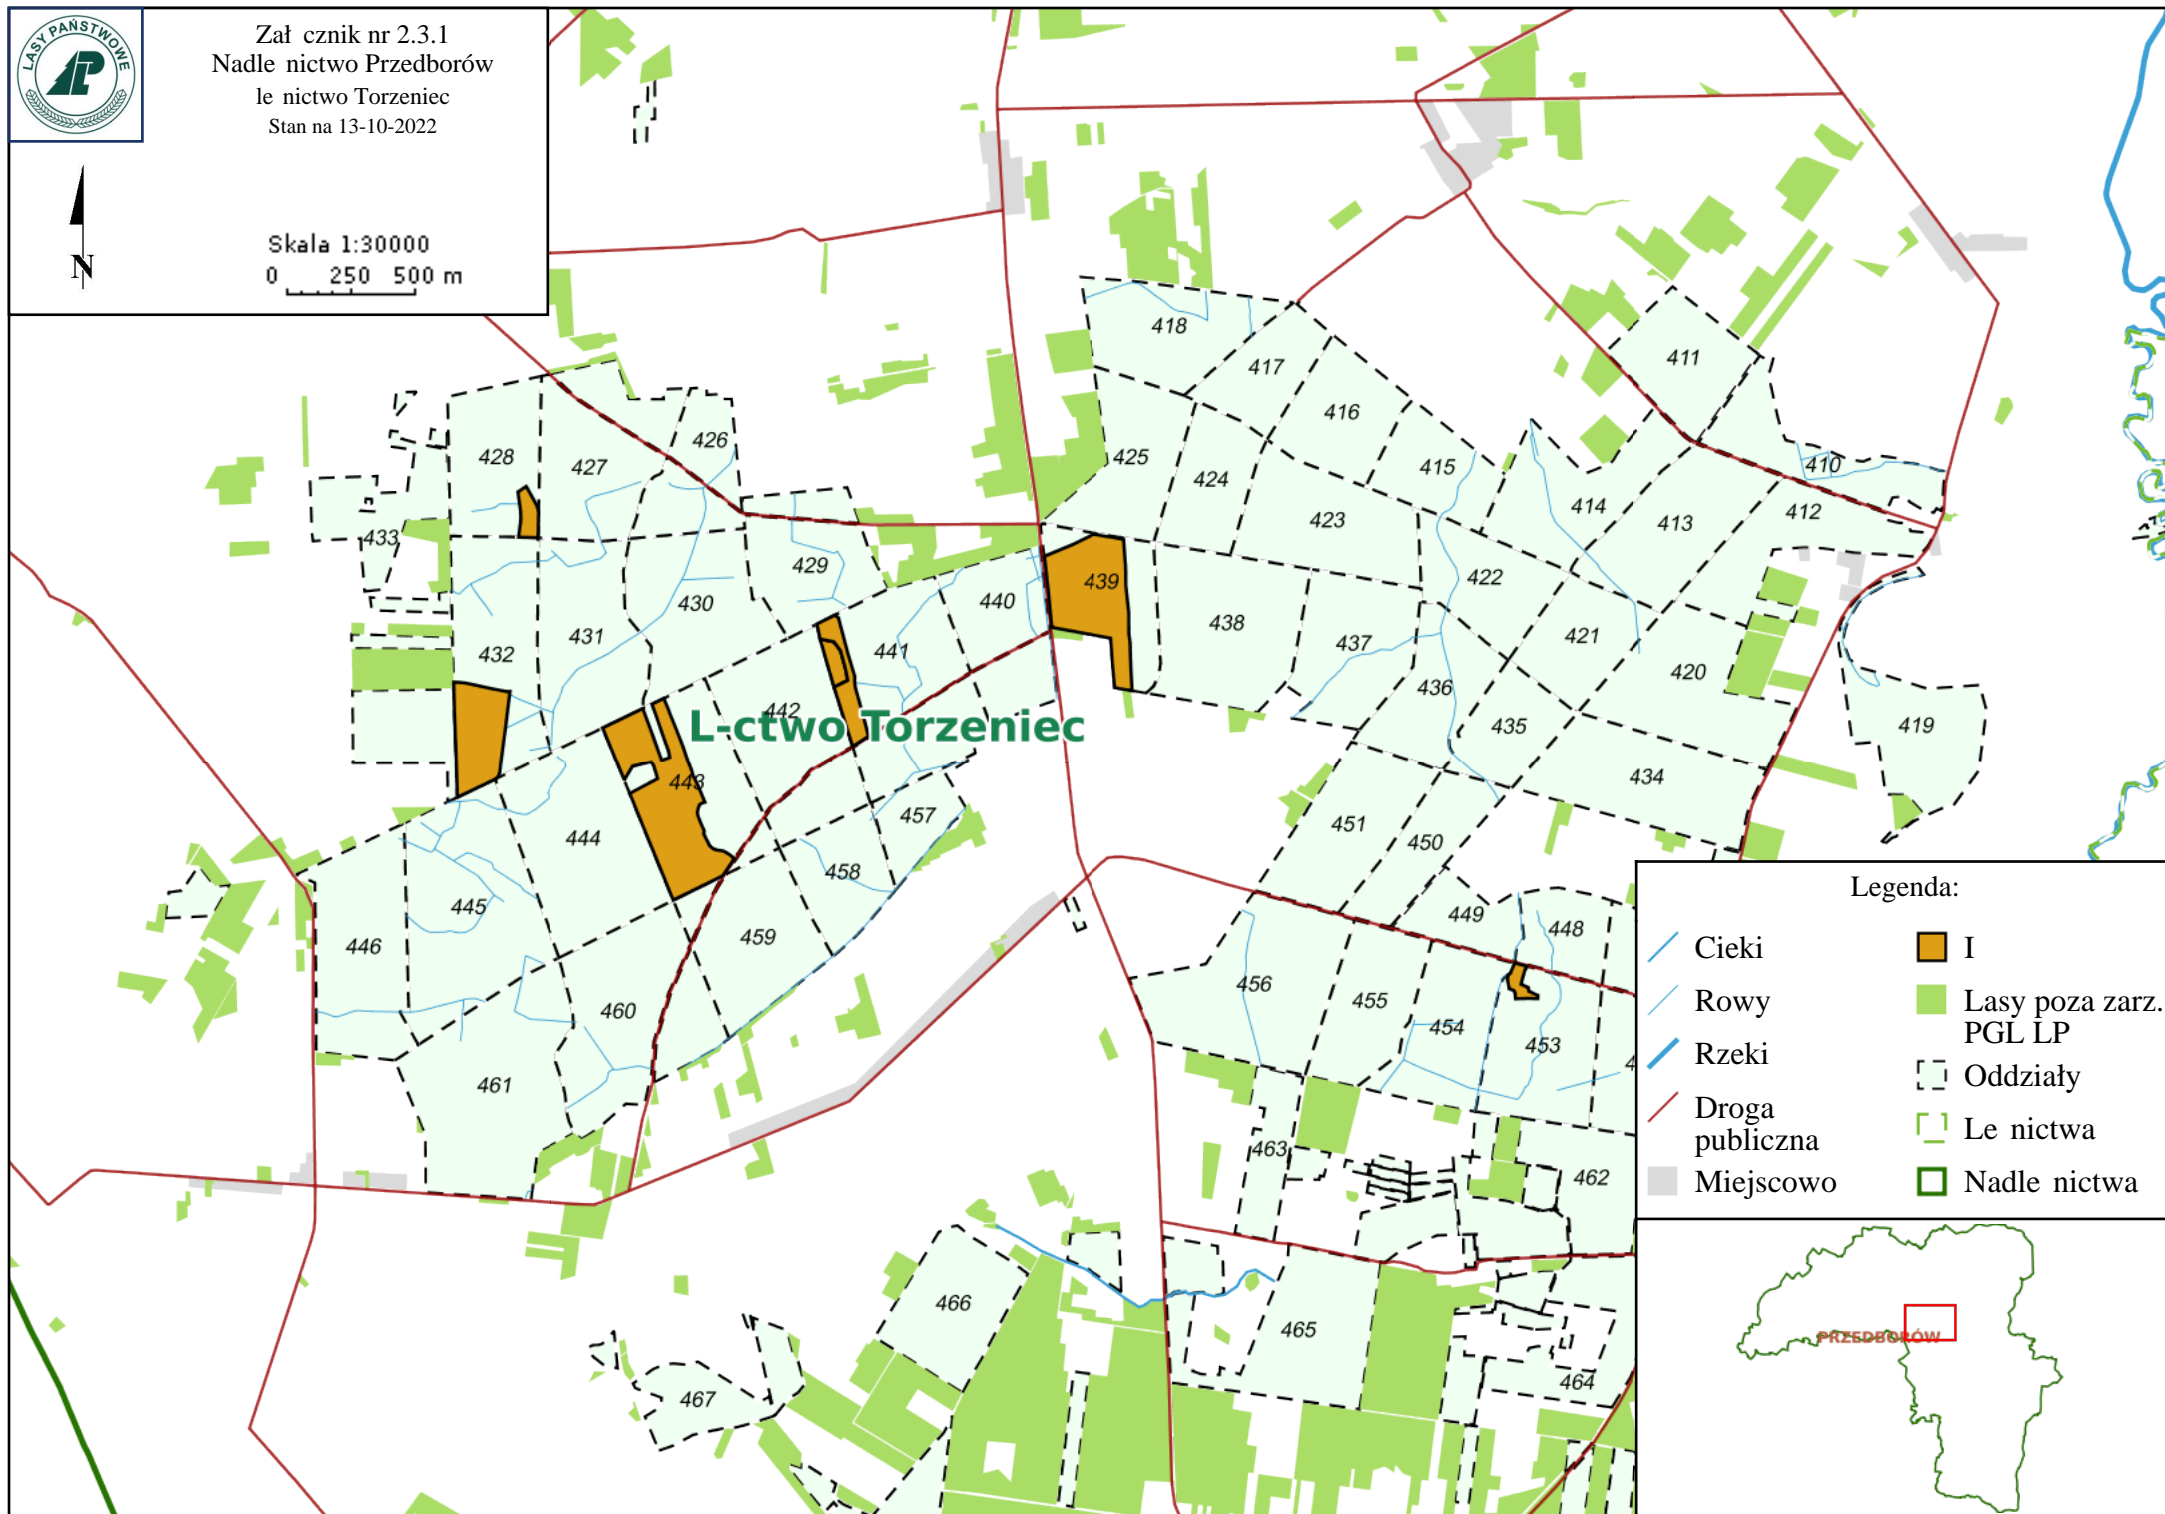 LASY PAŃSTWOWE
LP
Zał cznik nr 2.3.1
Nadle nictwo Przedborów
le nictwo Torzeniec
Stan na 13-10-2022
N
Skala 1:30000
0 250 500 m
418
417
411
416
426
428
427
425
424
415
410
414
413
412
423
433
429
422
439
430
440
438
431
437
421
432
441
420
436
442
L-ctwo Torzeniec
435
419
443
434
457
451
444
450
458
445
449
448
446
459
456
455
460
454
453
4
461
463
462
466
465
467
464
Legenda:
Cieki
Rowy
Rzeki
Droga
publiczna
Miejscowo
I
Lasy poza zarz.
PGL LP
Oddziały
Le nictwa
Nadle nictwa
PRZEDBORÓW